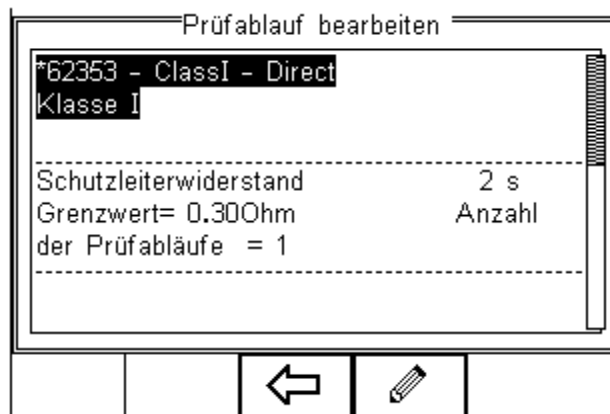 Prüfablauf bearbeiten
*62353 - ClassI - Direct
Klasse I
Schutzleiterwiderstand 2 s
Grenzwert= 0.30Ohm Anzahl
der Prüfabläufe = 1